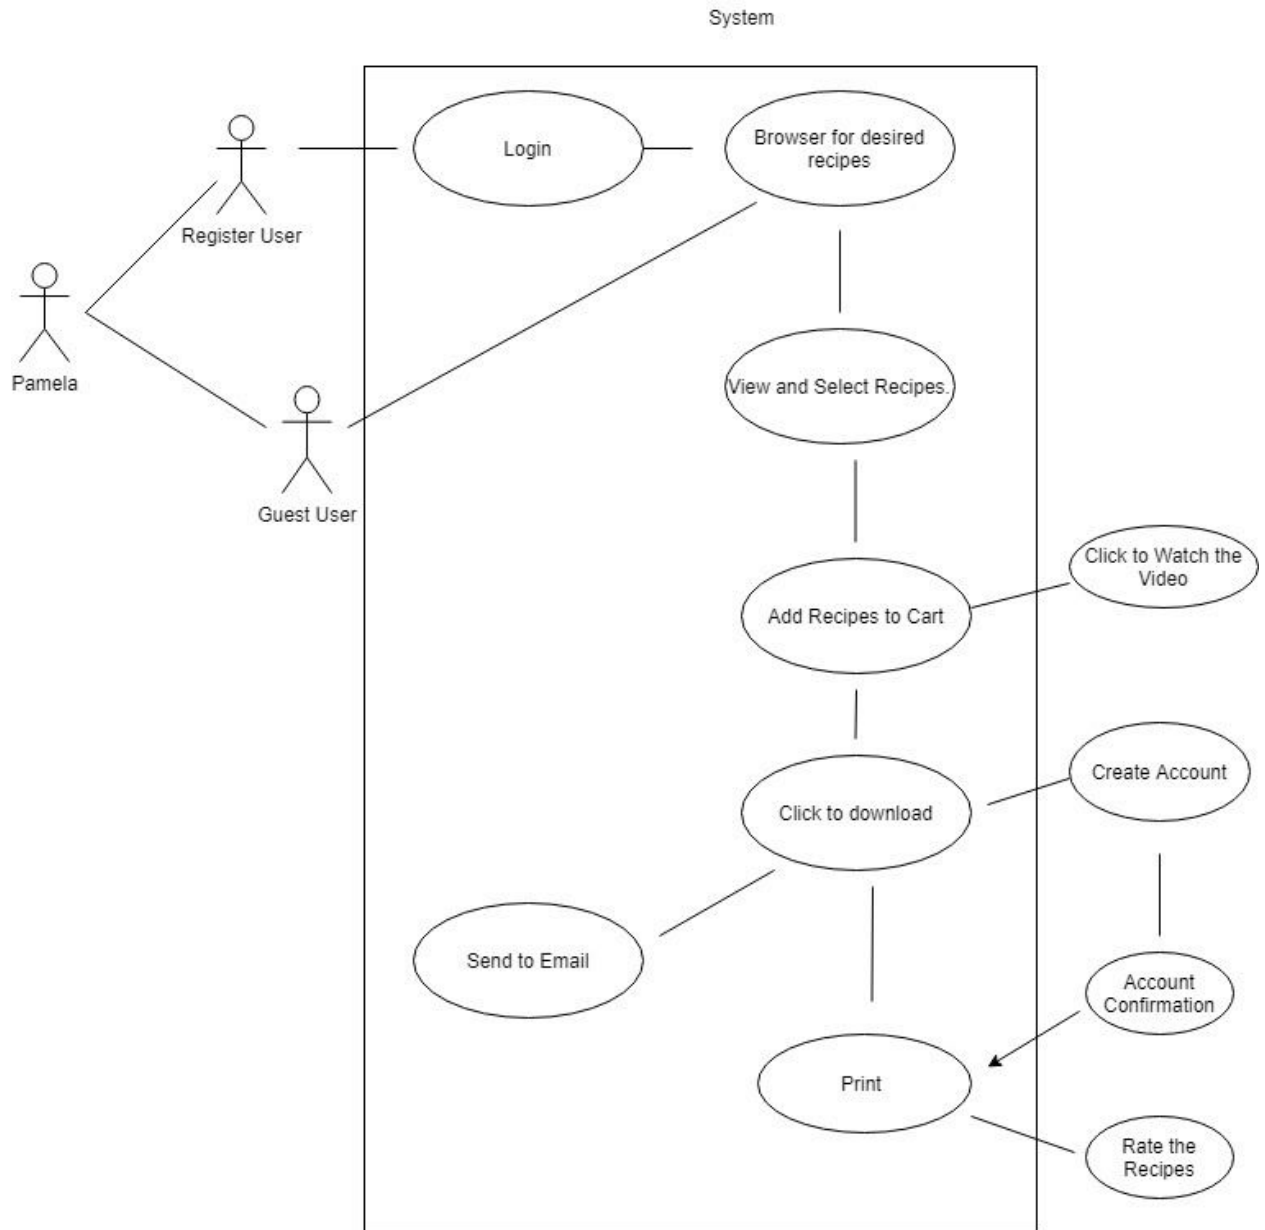 System
Login
Browser for desired
recipes
Register User
Pamela
View and Select Recipes.
Guest User
Click to Watch the
Video
Add Recipes to Cart
Create Account
Click to download
Send to Email
Account
Confirmation
Print
Rate the
Recipes